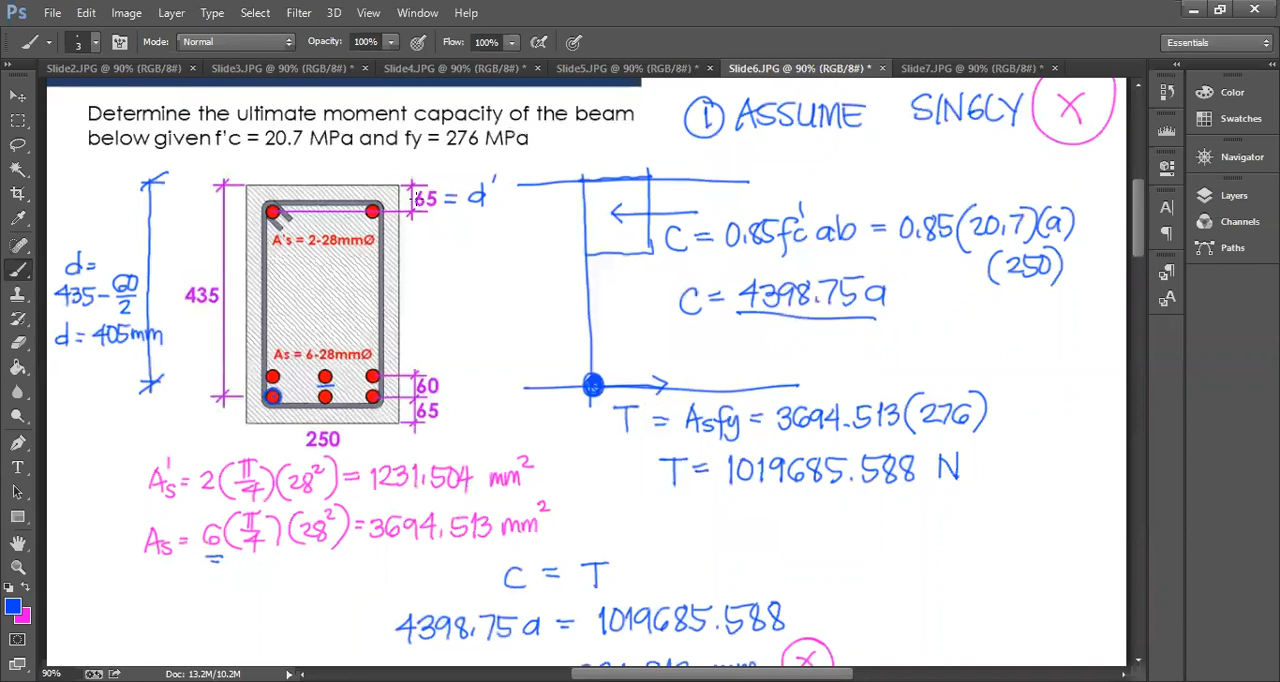 Ps File Edit Image Layer Type Select Filter 3D View Window Help
3 Mode: Normal Opacity: 100% Flow: 100% Essentials
Slide2.JPG @ 90% (RGB/8#) × Slide3.JPG @ 90% (RGB/8#) * × Slide4.JPG @ 90% (RGB/8#) * × Slide5.JPG @ 90% (RGB/8#) * × Slide6.JPG @ 90% (RGB/8#) * × Slide7.JPG @ 90% (RGB/8#) * ×
Determine the ultimate moment capacity of the beam
below given f'c = 20.7 MPa and fy = 276 MPa
① ASSUME SINGLY X
65 = d'
A's = 2-28mmØ
435
As = 6-28mmØ
60
65
250
d =
435 - 60/2
d = 405mm
C = 0.85f'c ab = 0.85(20.7)(a)
(250)
C = 4398.75a
T = Asfy = 3694.513(276)
T = 1019685.588 N
A's = 2(π/4)(28²) = 1231.504 mm²
As = 6(π/4)(28²) = 3694.513 mm²
C = T
4398.75a = 1019685.588
Color
Swatches
Navigator
Layers
Channels
Paths
90% Doc: 13.2M/10.2M